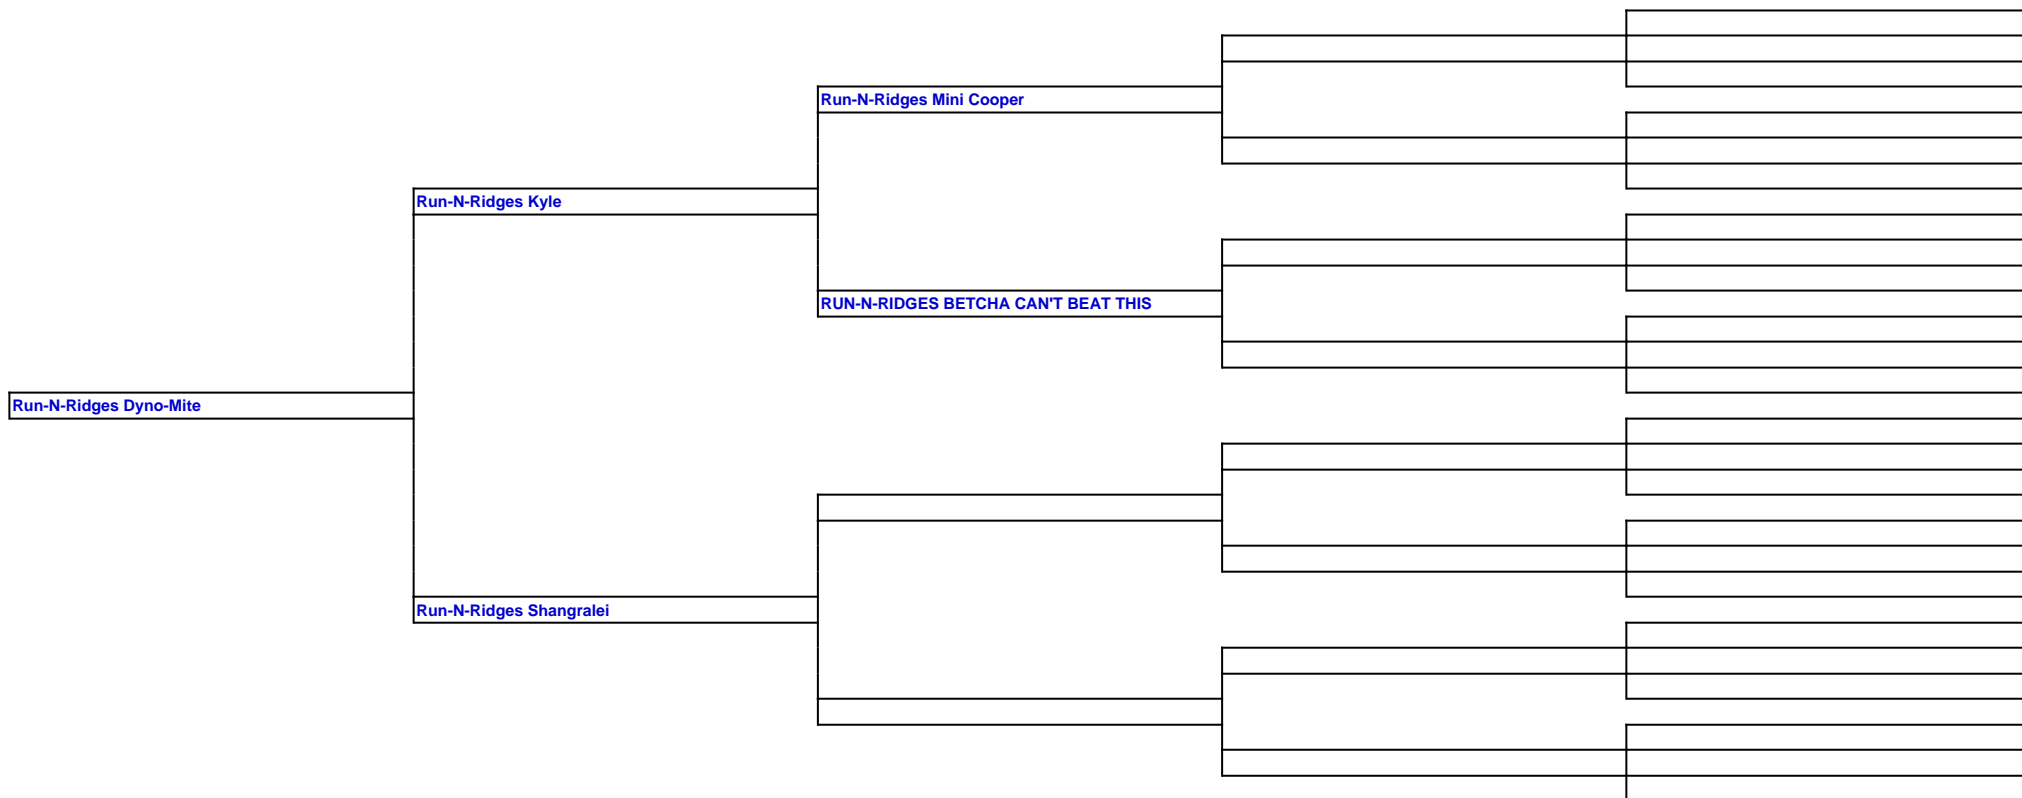 Run-N-Ridges Mini Cooper
Run-N-Ridges Kyle
RUN-N-RIDGES BETCHA CAN'T BEAT THIS
Run-N-Ridges Dyno-Mite
Run-N-Ridges Shangralei